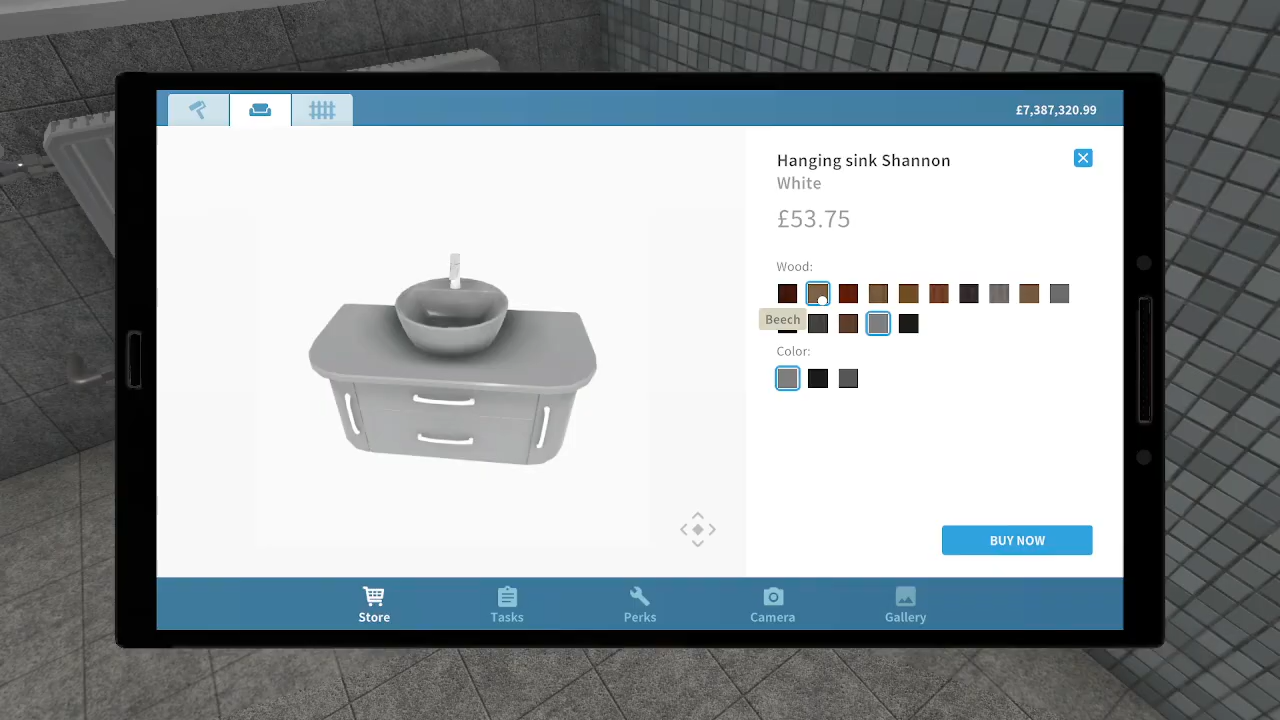 £7,387,320.99
Hanging sink Shannon
White
£53.75
Wood:
Beech
Color:
BUY NOW
Store
Tasks
Perks
Camera
Gallery